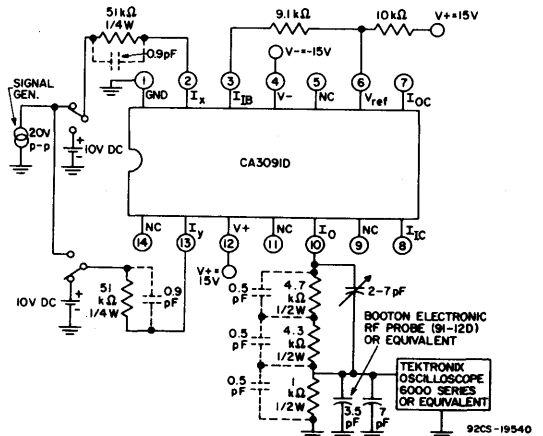 51 kΩ
1/4W
0.9pF
9.1 kΩ
10kΩ
V+=15V
V-=-15V
1
GND
2
Ix
3
IIB
4
V-
5
NC
6
Vref
7
IOC
SIGNAL
GEN.
20V
P-P
+
-
10V DC
CA3091D
NC
14
Iy
13
V+
12
NC
11
IO
10
NC
9
IIC
8
V+=
15V
10V DC
+
-
51
kΩ
1/4W
0.9
pF
0.5
pF
4.7
kΩ
1/2W
2-7pF
0.5
pF
4.3
kΩ
1/2W
BOOTON ELECTRONIC
RF PROBE (91-12D)
OR EQUIVALENT
0.5
pF
1
kΩ
1/2W
3.5
pF
7
pF
TEKTRONIX
OSCILLOSCOPE
6000 SERIES
OR EQUIVALENT
92CS-19540